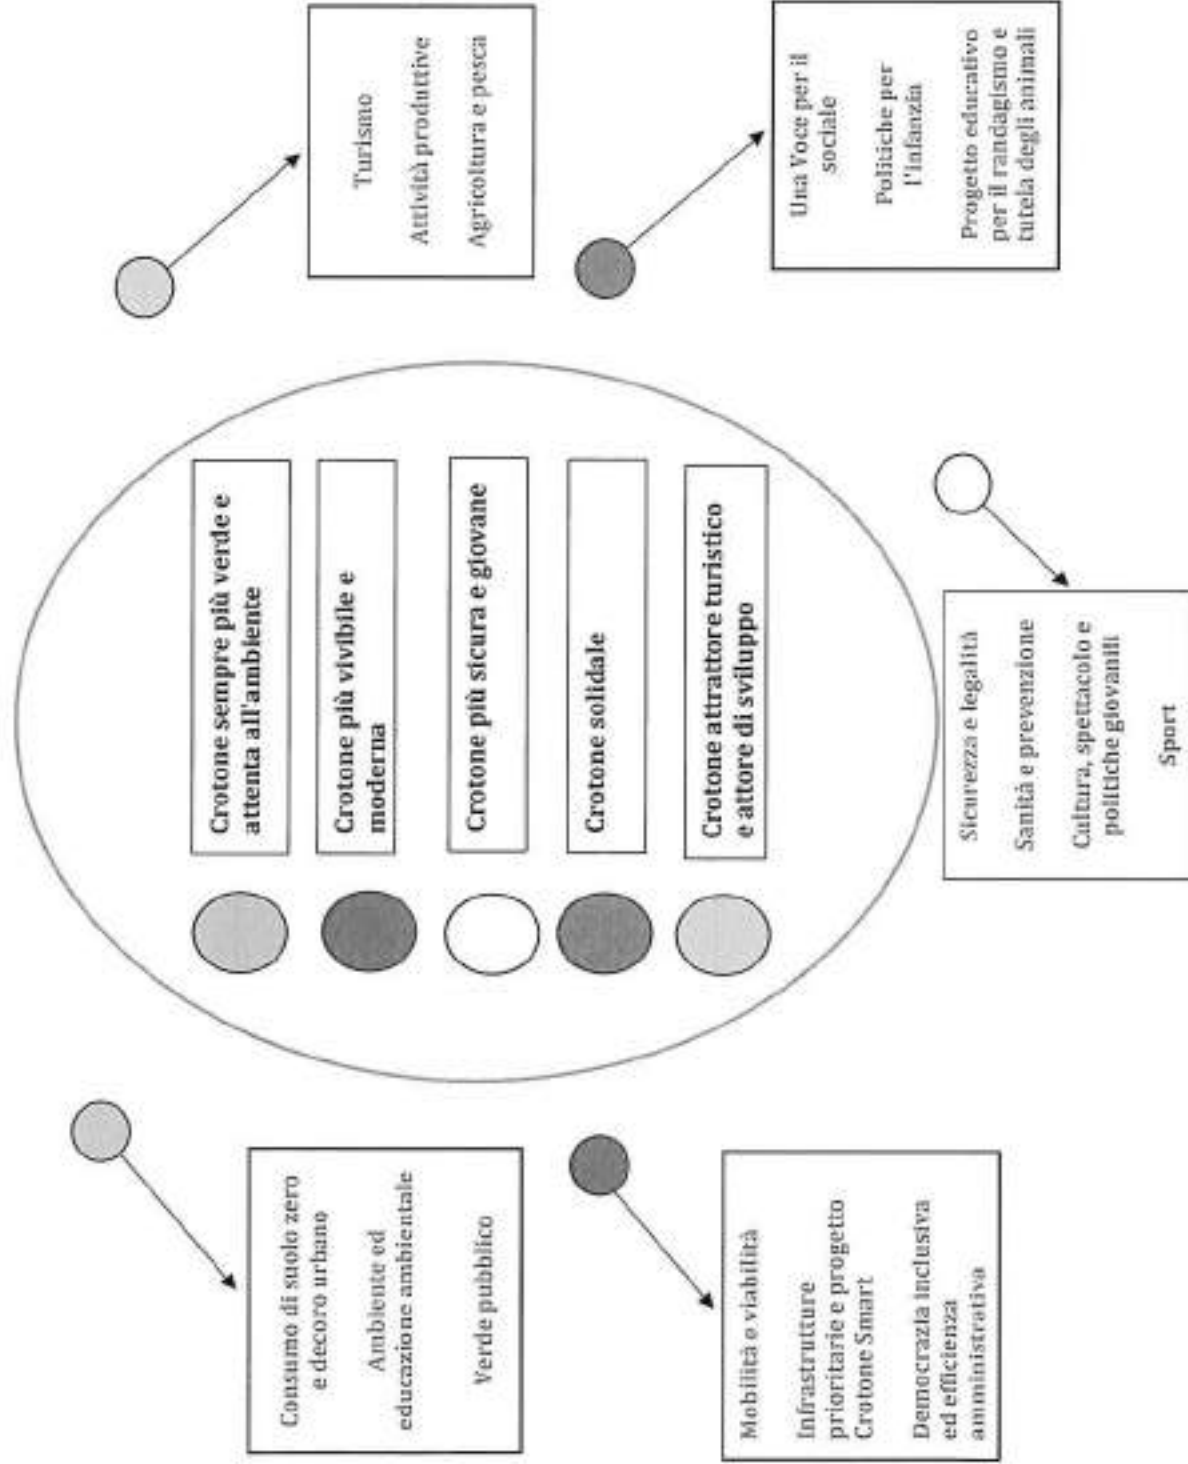 Consumo di suolo zero
e decoro urbano
Ambiente ed
educazione ambientale
Verde pubblico
Mobilità e viabilità
Infrastrutture
prioritarie e progetto
Crotone Smart
Democrazia inclusiva
ed efficienza
amministrativa
Crotone sempre più verde e
attenta all'ambiente
Crotone più vivibile e
moderna
Crotone più sicura e giovane
Crotone solidale
Crotone attrattore turistico
e attore di sviluppo
Sicurezza e legalità
Sanità e prevenzione
Cultura, spettacolo e
politiche giovanili
Sport
Turismo
Attività produttive
Agricoltura e pesca
Una Voce per il
sociale
Politiche per
l'infanzia
Progetto educativo
per il randagismo e
tutela degli animali